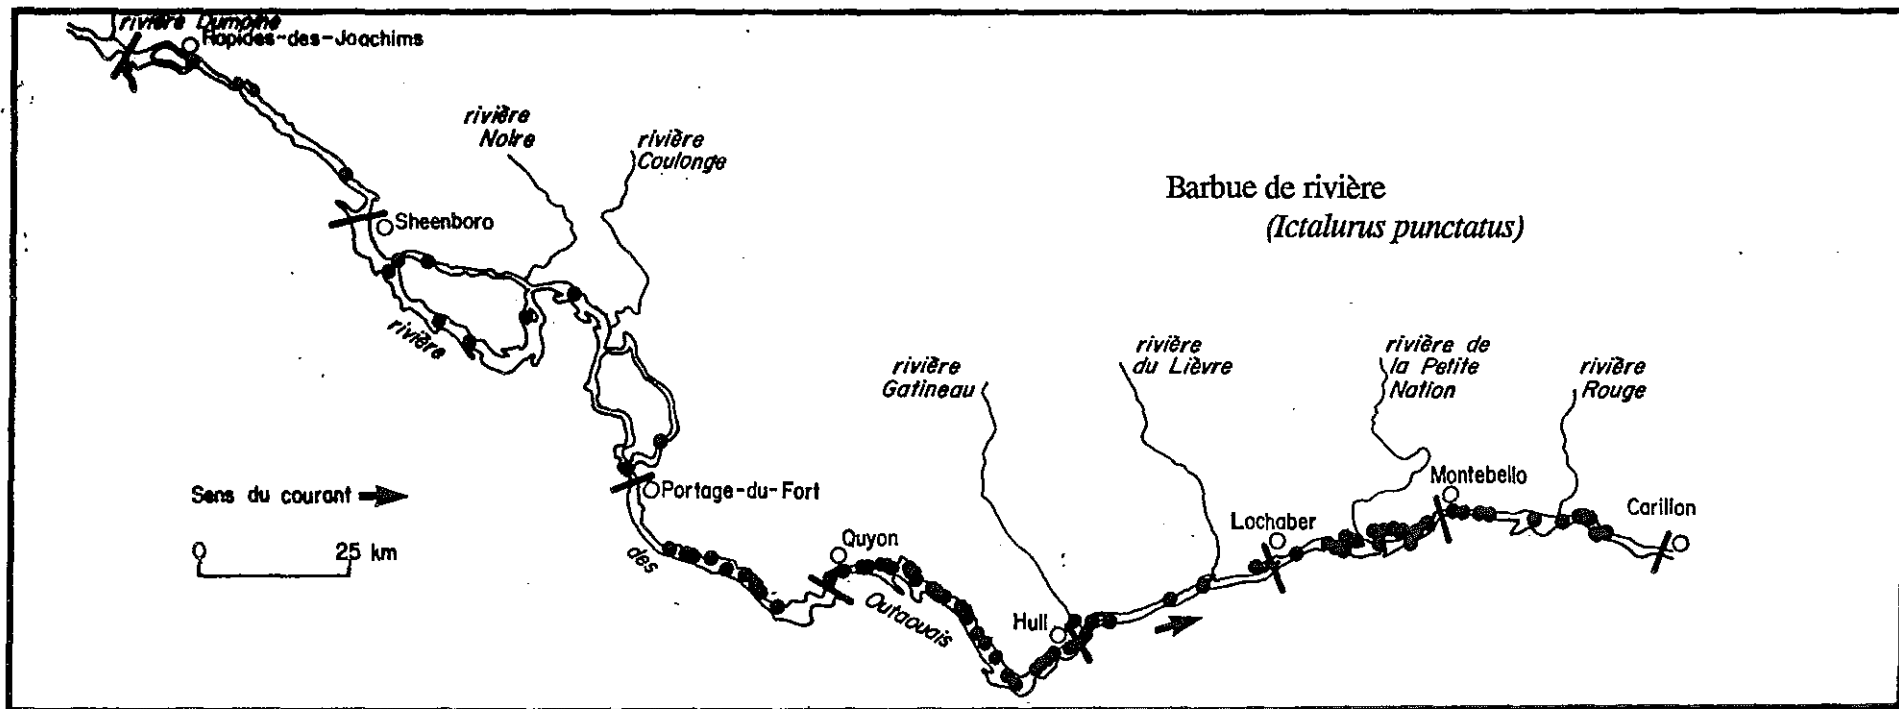 rivière Dumoine
Rapides-des-Joachims
rivière
Noire
rivière
Coulonge
Barbue de rivière
(Ictalurus punctatus)
Sheenboro
rivière
rivière
Gatineau
rivière
du Lièvre
rivière de
la Petite
Nation
rivière
Rouge
Sens du courant
Portage-du-Fort
Montebello
Carillon
Lochaber
0
25 km
des
Quyon
Outaouais
Hull